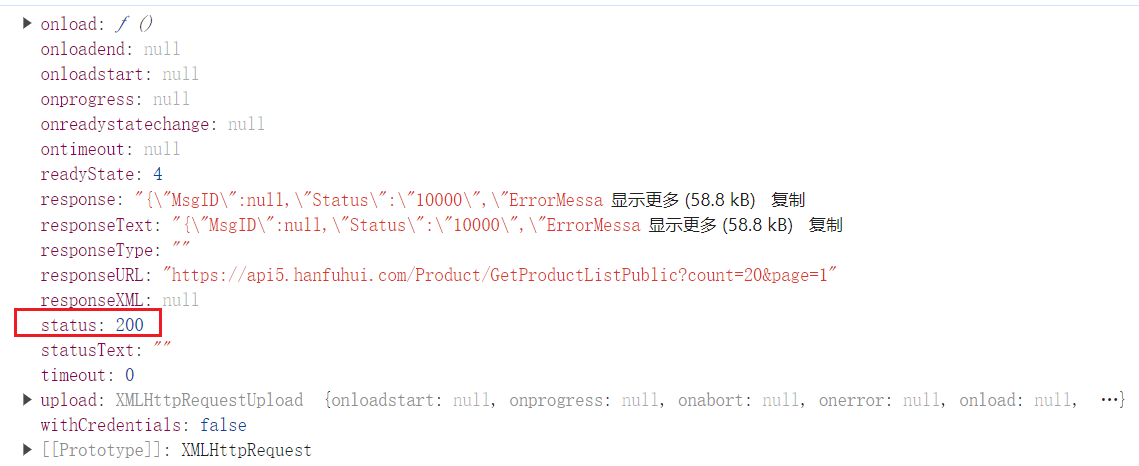 ▶ onload: ƒ ()
onloadend: null
onloadstart: null
onprogress: null
onreadystatechange: null
ontimeout: null
readyState: 4
response: "{\"MsgID\":null,\"Status\":\"10000\",\"ErrorMessa 显示更多 (58.8 kB) 复制
responseText: "{\"MsgID\":null,\"Status\":\"10000\",\"ErrorMessa 显示更多 (58.8 kB) 复制
responseType: ""
responseURL: "https://api5.hanfuhui.com/Product/GetProductListPublic?count=20&page=1"
responseXML: null
status: 200
statusText: ""
timeout: 0
▶ upload: XMLHttpRequestUpload {onloadstart: null, onprogress: null, onabort: null, onerror: null, onload: null, …}
withCredentials: false
▶ [[Prototype]]: XMLHttpRequest